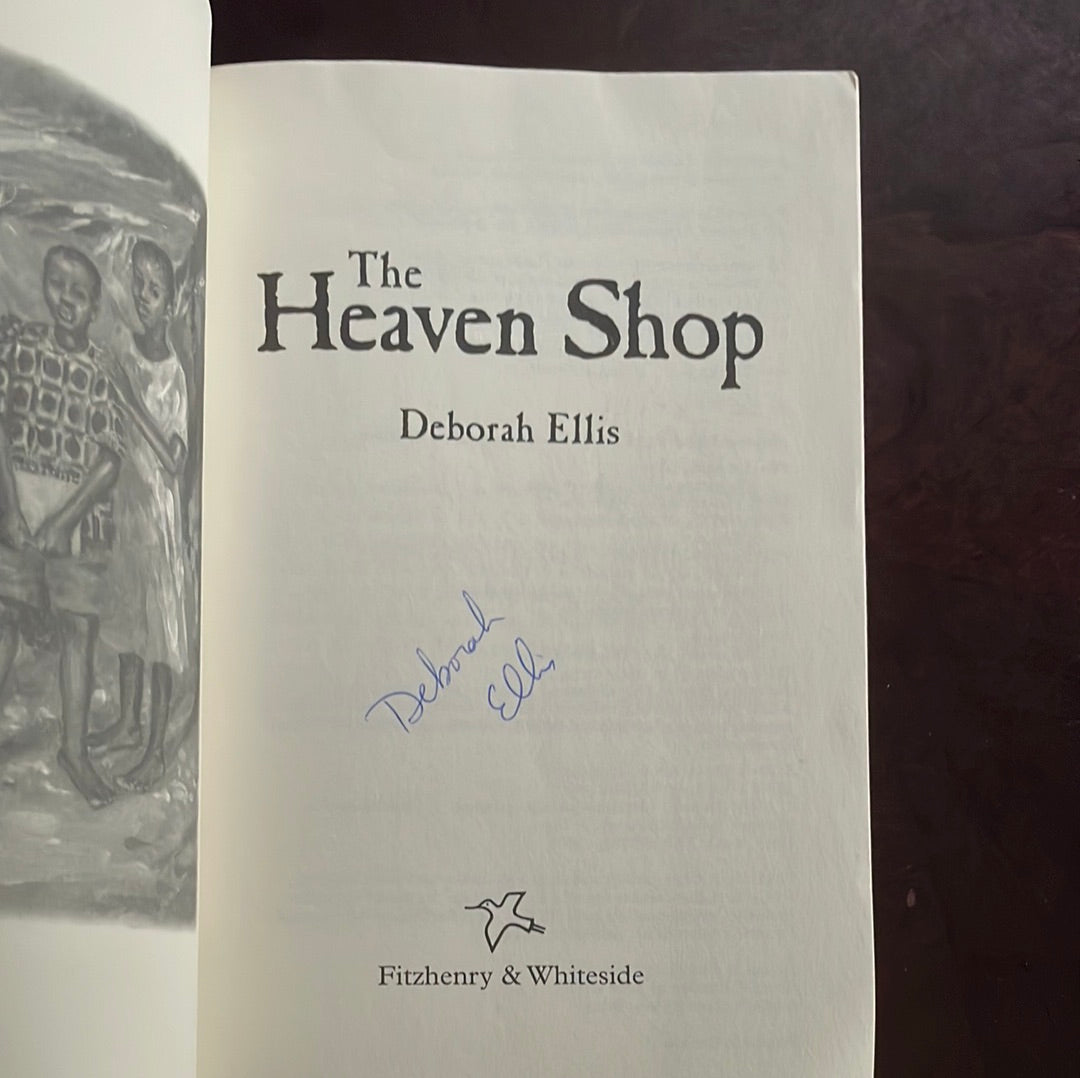 The
Heaven Shop
Deborah Ellis
Deborah
Ellis
Fitzhenry & Whiteside